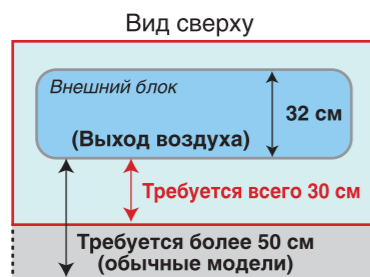 Вид сверху
Внешний блок
32 см
(Выход воздуха)
Требуется всего 30 см
Требуется более 50 см
(обычные модели)